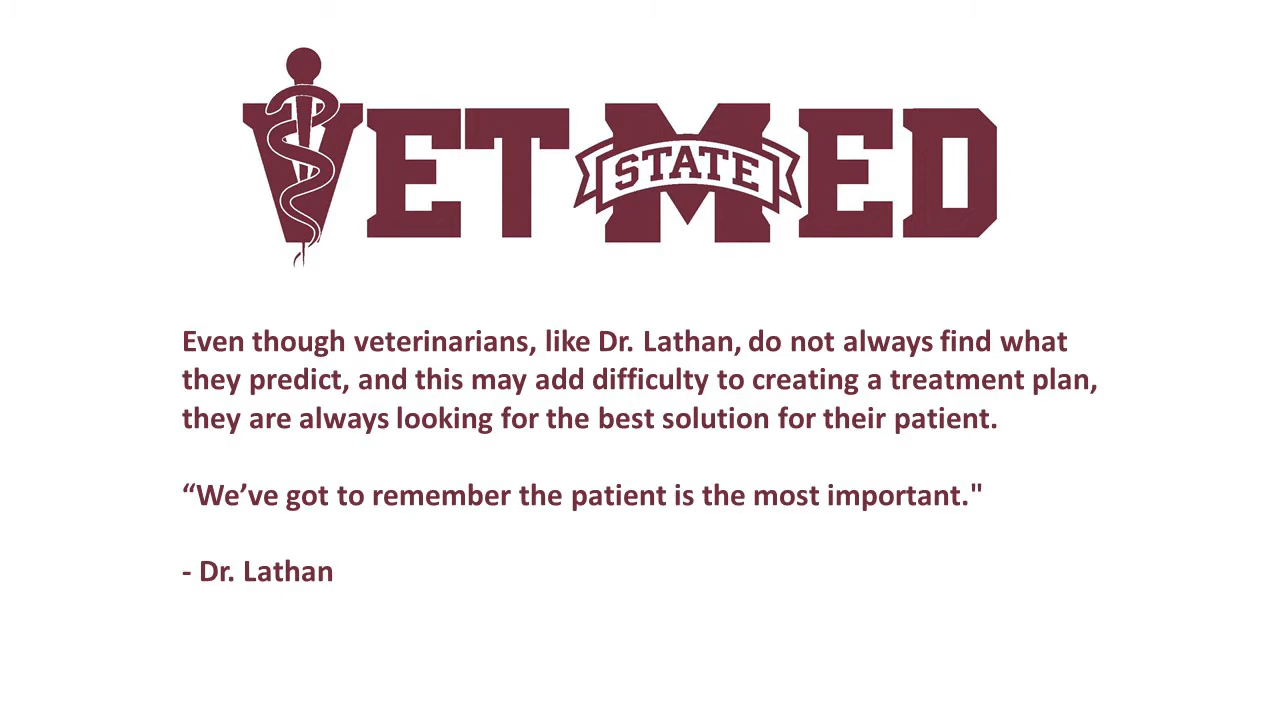 VET MED
STATE
Even though veterinarians, like Dr. Lathan, do not always find what
they predict, and this may add difficulty to creating a treatment plan,
they are always looking for the best solution for their patient.
“We’ve got to remember the patient is the most important."
- Dr. Lathan